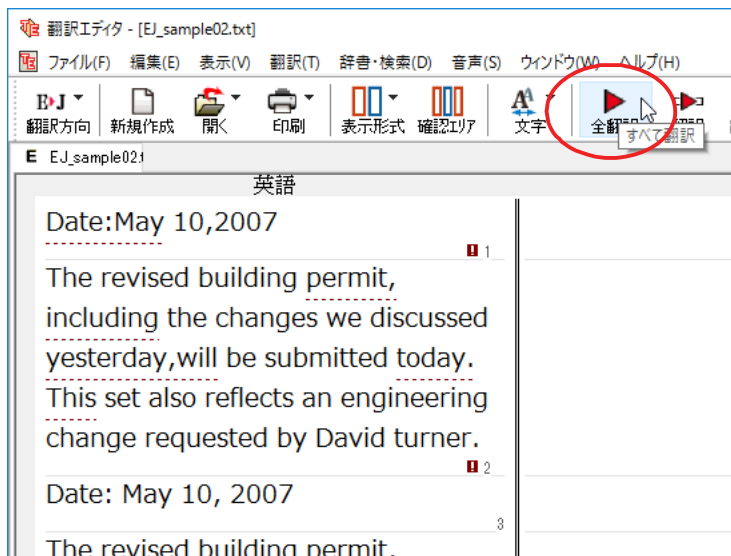 翻訳エディタ - [EJ_sample02.txt]
ファイル(F) 編集(E) 表示(V) 翻訳(T) 辞書・検索(D) 音声(S) ウィンドウ(W) ヘルプ(H)
E▸J
翻訳方向 新規作成 開く 印刷 表示形式 確認エリア 文字 全翻訳
すべて翻訳
E EJ_sample02.t
英語
Date:May 10,2007
1
The revised building permit,
including the changes we discussed
yesterday,will be submitted today.
This set also reflects an engineering
change requested by David turner.
2
Date: May 10, 2007
3
The revised building permit,